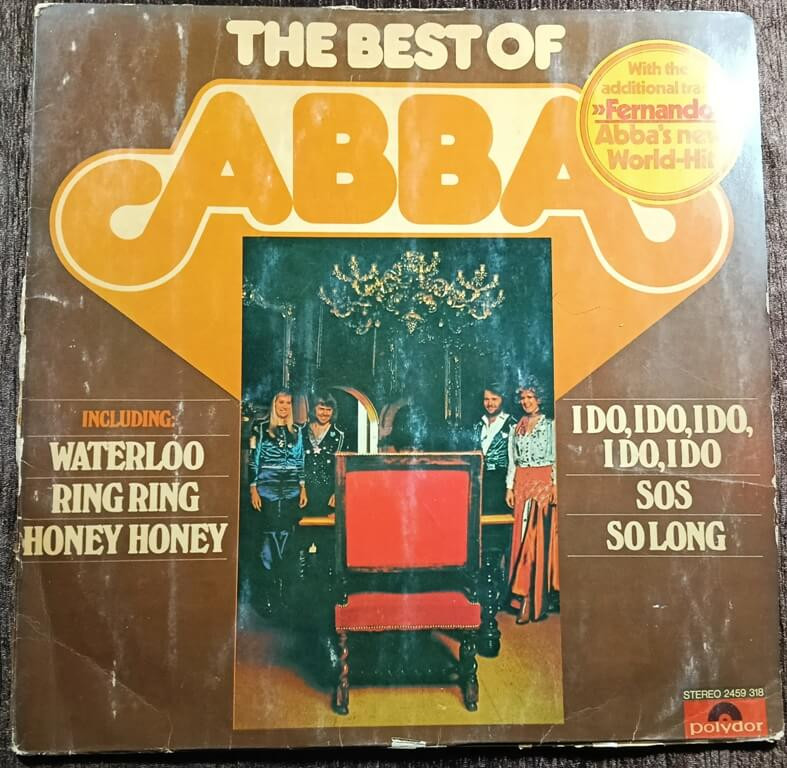 THE BEST OF
ABBA
With the
additional tra
»Fernando
Abba's new
World-Hit
INCLUDING:
WATERLOO
RING RING
HONEY HONEY
I DO, I DO, I DO,
I DO, I DO
SOS
SO LONG
STEREO 2459 318
polydor